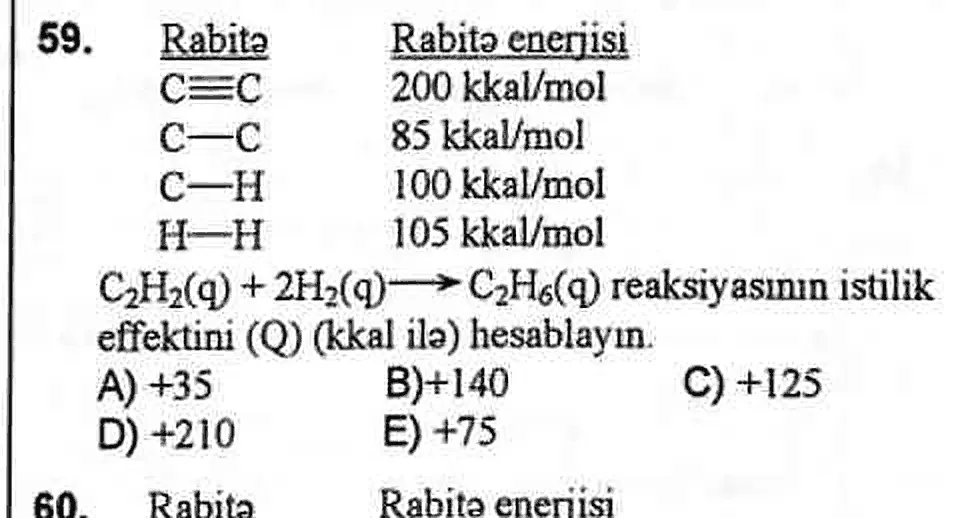 59. Rabitə Rabitə enerjisi
C≡C 200 kkal/mol
C—C 85 kkal/mol
C—H 100 kkal/mol
H—H 105 kkal/mol
C₂H₂(q) + 2H₂(q)⟶C₂H₆(q) reaksiyasının istilik
effektini (Q) (kkal ilə) hesablayın.
A) +35 B)+140 C) +125
D) +210 E) +75
60. Rabitə Rabitə enerjisi